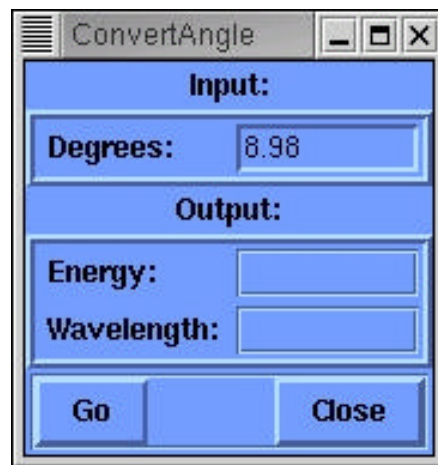 ConvertAngle
Input:
Degrees: 8.98
Output:
Energy:
Wavelength:
Go Close